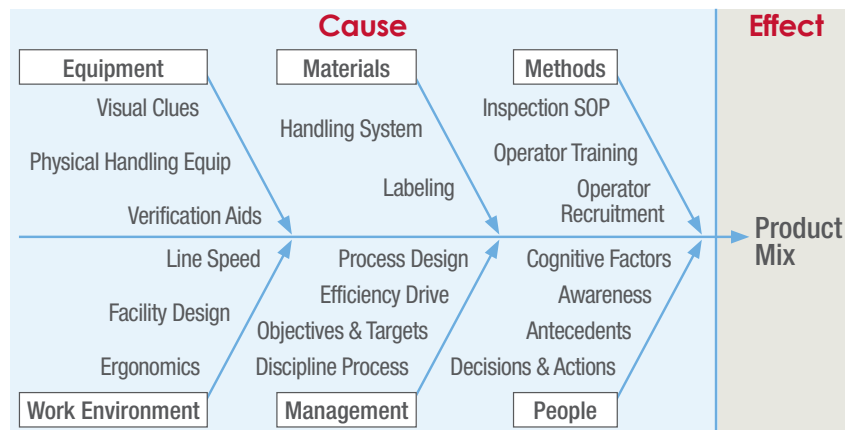 Cause
Effect
Equipment
Materials
Methods
Visual Clues
Physical Handling Equip
Verification Aids
Handling System
Labeling
Inspection SOP
Operator Training
Operator
Recruitment
Product
Mix
Line Speed
Facility Design
Ergonomics
Process Design
Efficiency Drive
Objectives & Targets
Discipline Process
Cognitive Factors
Awareness
Antecedents
Decisions & Actions
Work Environment
Management
People